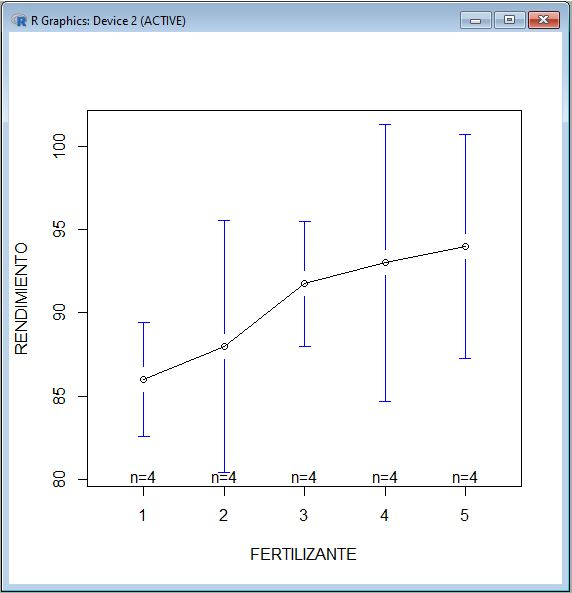 R Graphics: Device 2 (ACTIVE)
100
95
90
85
80
RENDIMIENTO
n=4 n=4 n=4 n=4 n=4
1 2 3 4 5
FERTILIZANTE